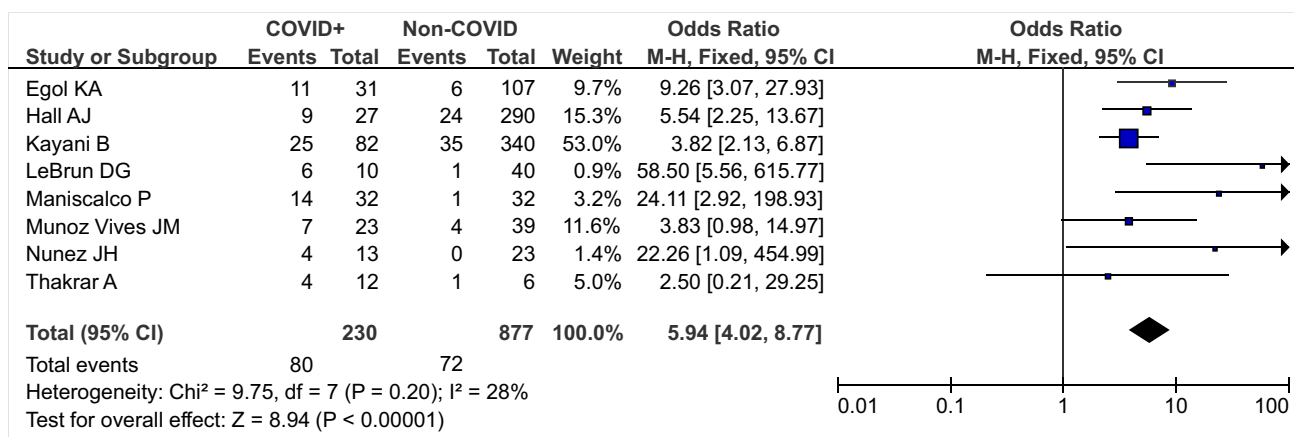 COVID+ Non-COVID Odds Ratio Odds Ratio
Study or Subgroup Events Total Events Total Weight M-H, Fixed, 95% CI M-H, Fixed, 95% CI
Egol KA 11 31 6 107 9.7% 9.26 [3.07, 27.93]
Hall AJ 9 27 24 290 15.3% 5.54 [2.25, 13.67]
Kayani B 25 82 35 340 53.0% 3.82 [2.13, 6.87]
LeBrun DG 6 10 1 40 0.9% 58.50 [5.56, 615.77]
Maniscalco P 14 32 1 32 3.2% 24.11 [2.92, 198.93]
Munoz Vives JM 7 23 4 39 11.6% 3.83 [0.98, 14.97]
Nunez JH 4 13 0 23 1.4% 22.26 [1.09, 454.99]
Thakrar A 4 12 1 6 5.0% 2.50 [0.21, 29.25]
Total (95% CI) 230 877 100.0% 5.94 [4.02, 8.77]
Total events 80 72
Heterogeneity: Chi² = 9.75, df = 7 (P = 0.20); I² = 28%
Test for overall effect: Z = 8.94 (P < 0.00001)
0.01 0.1 1 10 100